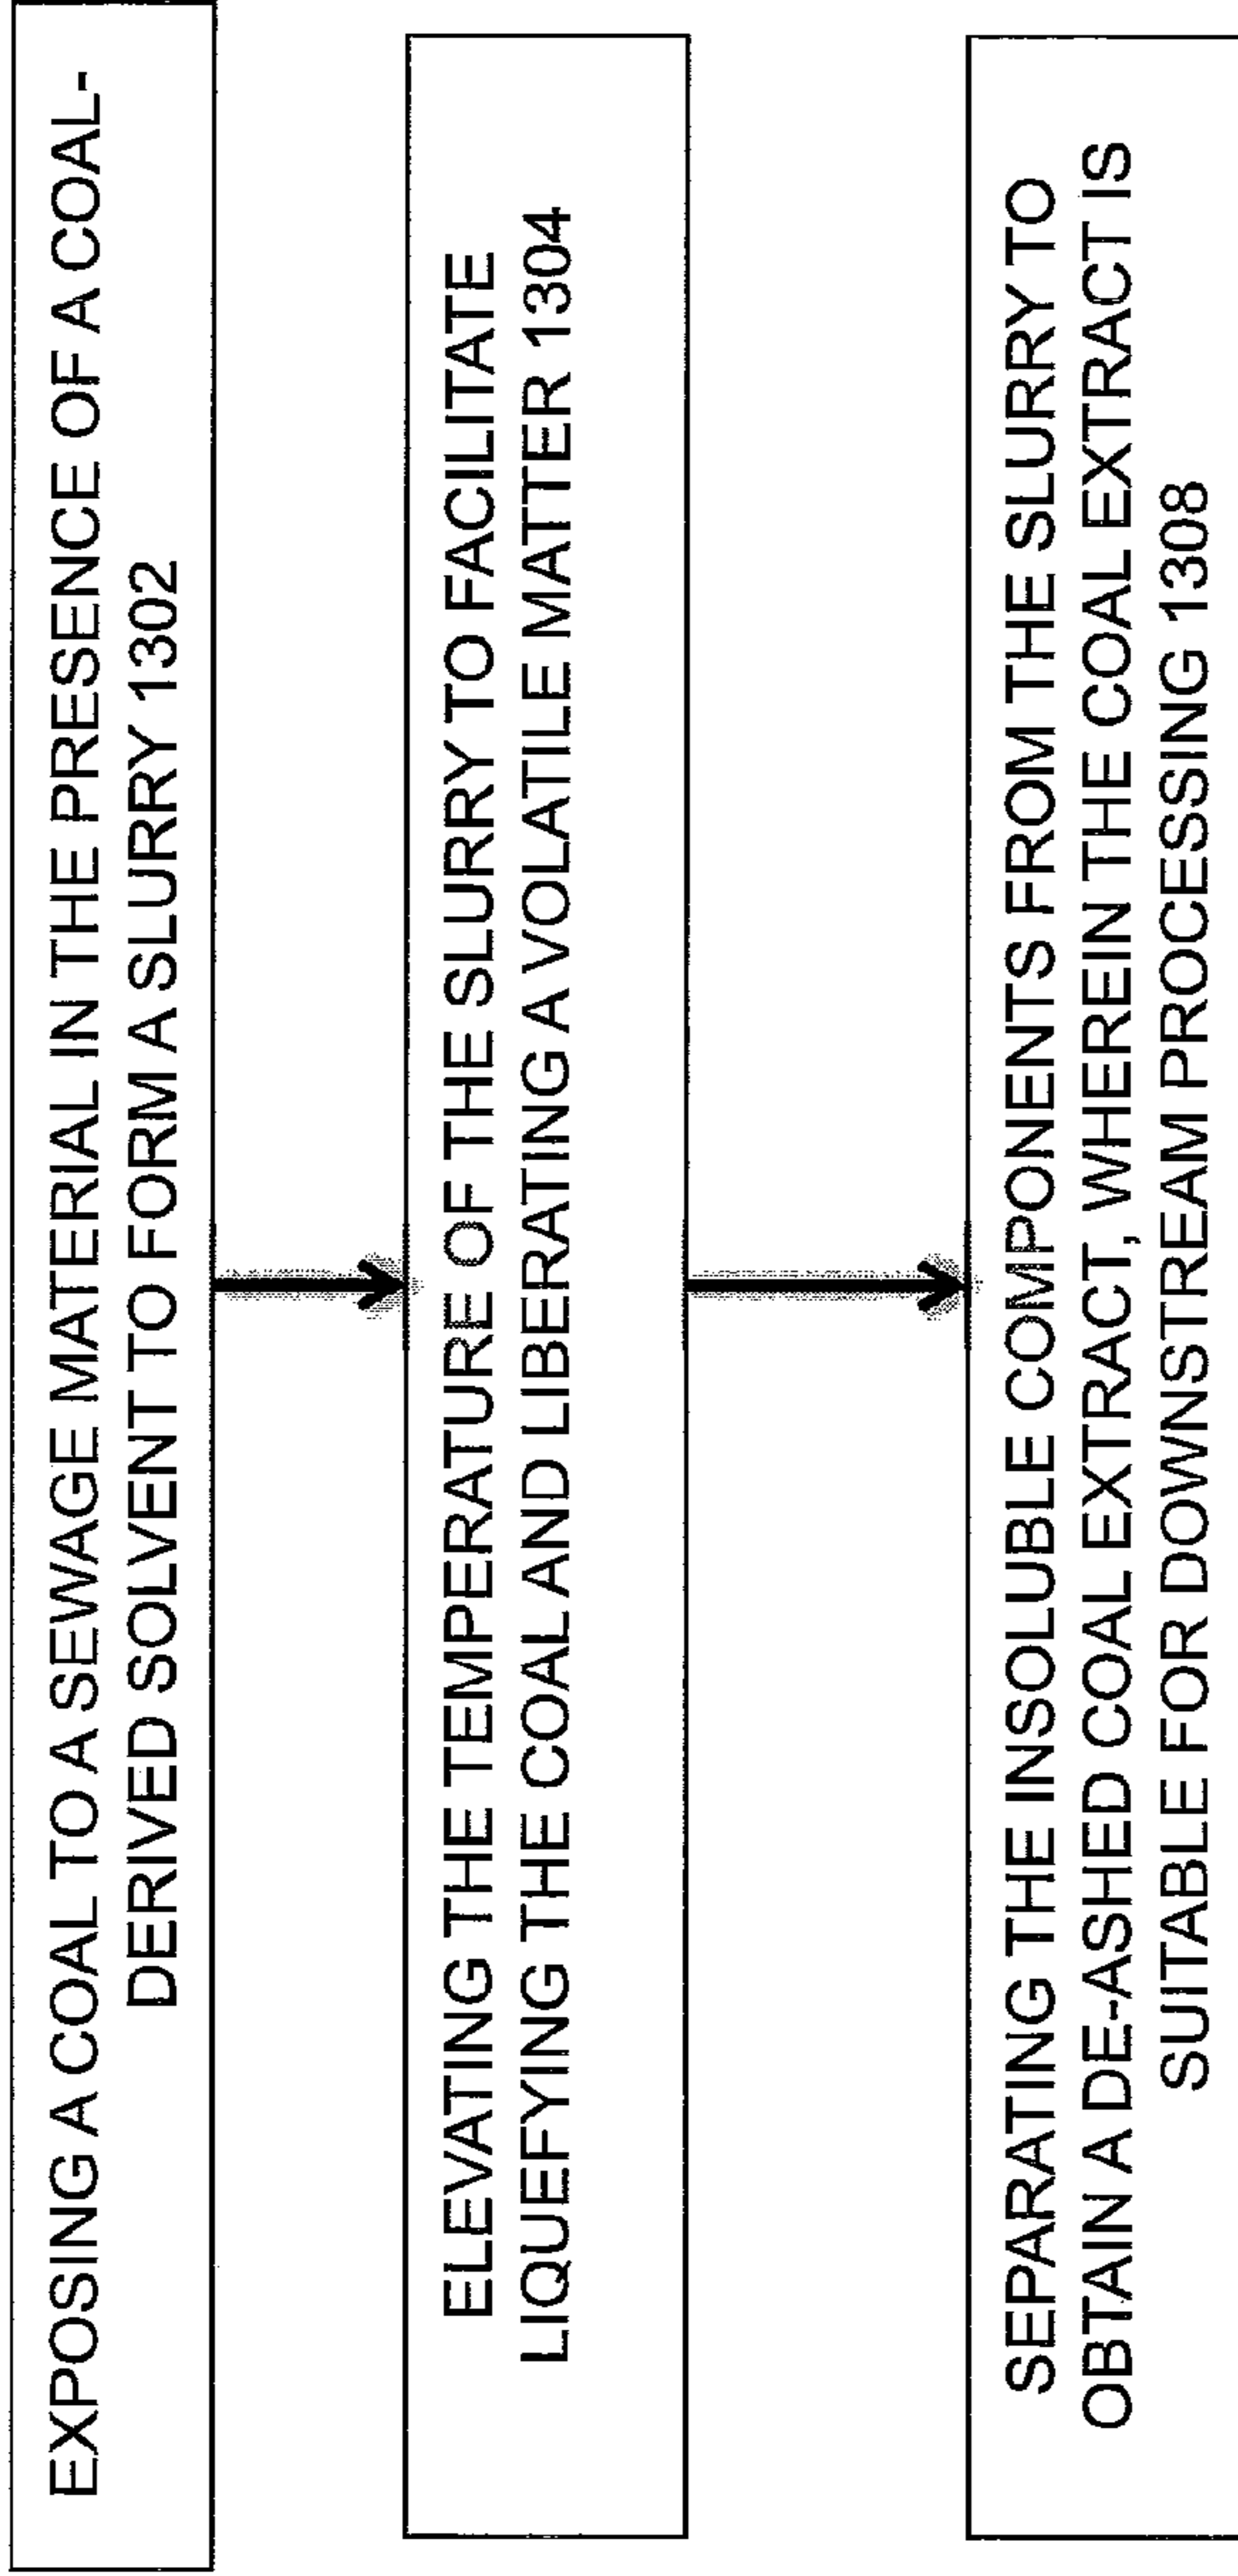 EXPOSING A COAL TO A SEWAGE MATERIAL IN THE PRESENCE OF A COAL-
DERIVED SOLVENT TO FORM A SLURRY 1302
ELEVATING THE TEMPERATURE OF THE SLURRY TO FACILITATE
LIQUEFYING THE COAL AND LIBERATING A VOLATILE MATTER 1304
SEPARATING THE INSOLUBLE COMPONENTS FROM THE SLURRY TO
OBTAIN A DE-ASHED COAL EXTRACT, WHEREIN THE COAL EXTRACT IS
SUITABLE FOR DOWNSTREAM PROCESSING 1308